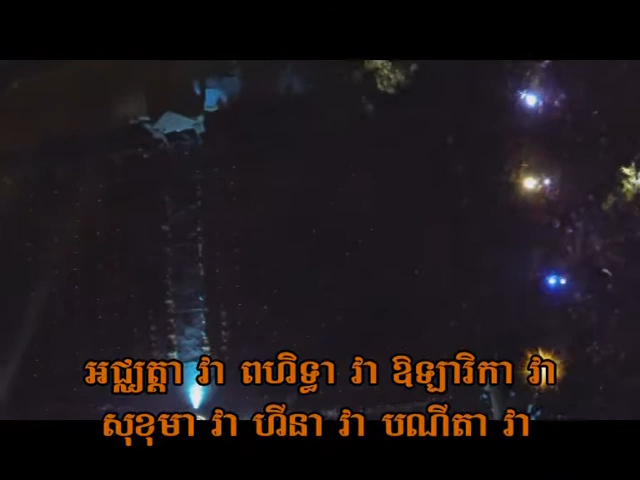 អជ្ឈត្តា វា ពហិទ្ធា វា ឱឡារិកា វា
សុខុមា វា ហីនា វា បណីតា វា